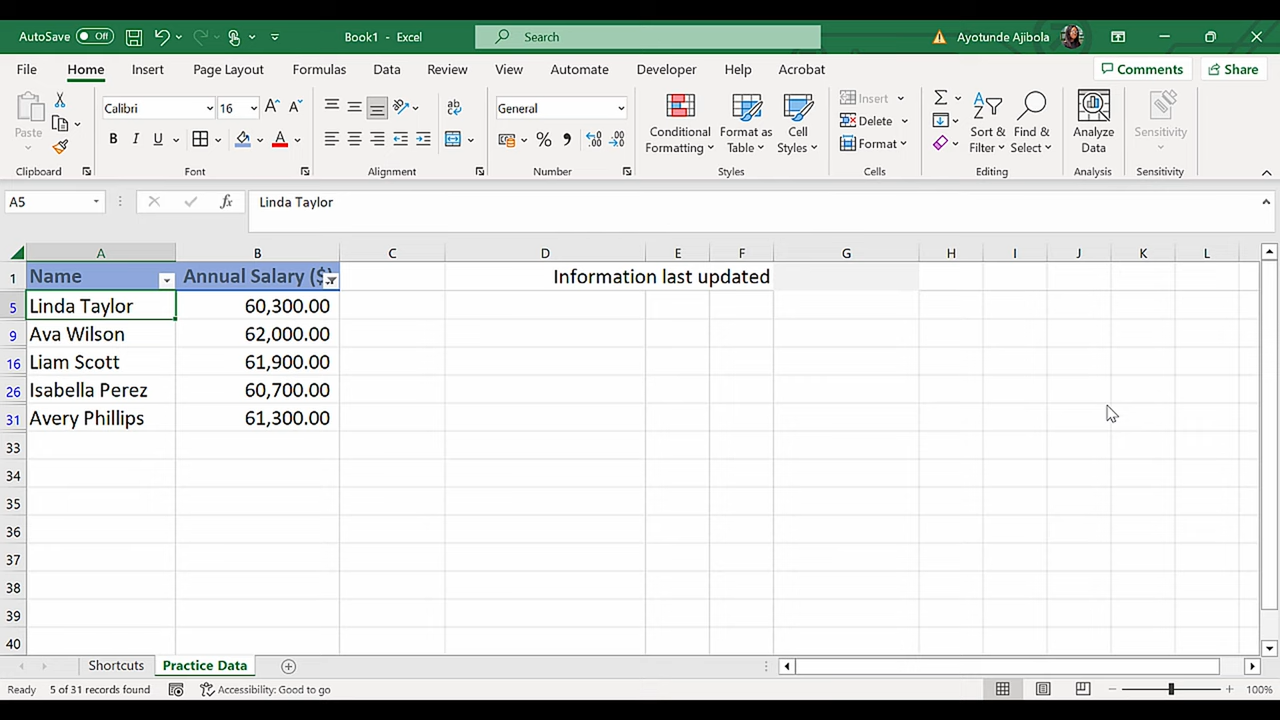 AutoSave Off Book1 - Excel Search Ayotunde Ajibola
File Home Insert Page Layout Formulas Data Review View Automate Developer Help Acrobat Comments Share
Paste Calibri 16 General Conditional Formatting Format as Table Cell Styles Insert Delete Format Sort & Filter Find & Select Analyze Data Sensitivity
Clipboard Font Alignment Number Styles Cells Editing Analysis Sensitivity
A5 fx Linda Taylor
A B C D E F G H I J K L
1 Name Annual Salary ($) Information last updated
5 Linda Taylor 60,300.00
9 Ava Wilson 62,000.00
16 Liam Scott 61,900.00
26 Isabella Perez 60,700.00
31 Avery Phillips 61,300.00
33
34
35
36
37
38
39
40
Shortcuts Practice Data
Ready 5 of 31 records found Accessibility: Good to go 100%